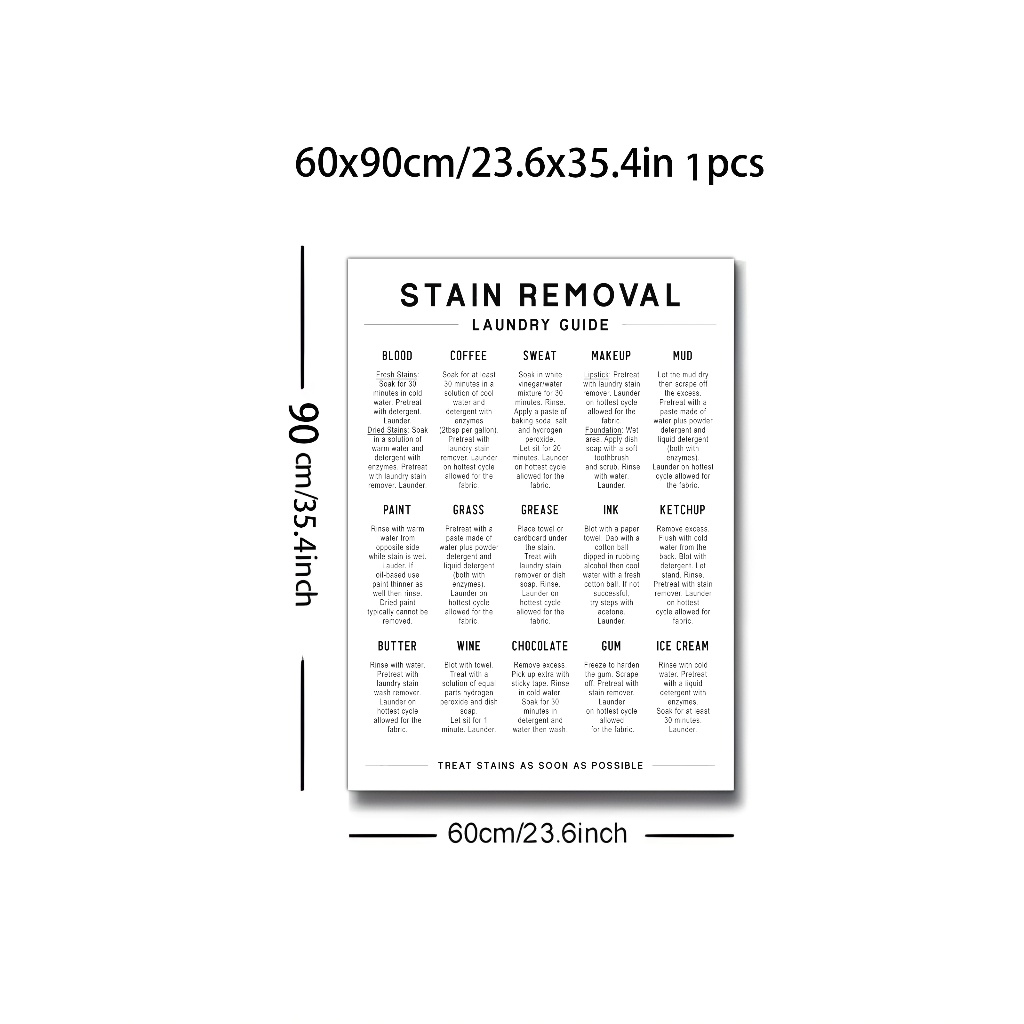 60x90cm/23.6x35.4in 1pcs
90 cm/35.4inch
STAIN REMOVAL
LAUNDRY GUIDE
BLOOD
Fresh Stains:
Soak for 30
minutes in cold
water. Pretreat
with detergent.
Launder.
Dried Stains: Soak
in a solution of
warm water and
detergent with
enzymes. Pretreat
with laundry stain
remover. Launder.
COFFEE
Soak for at least
30 minutes in a
solution of cool
water and
detergent with
enzymes
(2tbsp per gallon).
Pretreat with
laundry stain
remover. Launder
on hottest cycle
allowed for the
fabric.
SWEAT
Soak in white
vinegar/water
mixture for 30
minutes. Rinse.
Apply a paste of
baking soda, salt
and hydrogen
peroxide.
Let sit for 20
minutes. Launder
on hottest cycle
allowed for the
fabric.
MAKEUP
Lipstick: Pretreat
with laundry stain
remover. Launder
on hottest cycle
allowed for the
fabric.
Foundation: Wet
area. Apply dish
soap with a soft
toothbrush
and scrub. Rinse
with water.
Launder.
MUD
Let the mud dry
then scrape off
the excess.
Pretreat with a
paste made of
water plus powder
detergent and
liquid detergent
(both with
enzymes).
Launder on hottest
cycle allowed for
the fabric.
PAINT
Rinse with warm
water from
opposite side
while stain is wet.
Lauder. If
oil-based use
paint thinner as
well then rinse.
Dried paint
typically cannot be
removed.
GRASS
Pretreat with a
paste made of
water plus powder
detergent and
liquid detergent
(both with
enzymes).
Launder on
hottest cycle
allowed for the
fabric.
GREASE
Place towel or
cardboard under
the stain.
Treat with
laundry stain
remover or dish
soap. Rinse.
Launder on
hottest cycle
allowed for the
fabric.
INK
Blot with a paper
towel. Dab with a
cotton ball
dipped in rubbing
alcohol then cool
water with a fresh
cotton ball. If not
successful,
try steps with
acetone.
Launder.
KETCHUP
Remove excess.
Flush with cold
water from the
back. Blot with
detergent. Let
stand. Rinse.
Pretreat with stain
remover. Launder
on hottest
cycle allowed for
fabric.
BUTTER
Rinse with water.
Pretreat with
laundry stain
wash remover.
Launder on
hottest cycle
allowed for the
fabric.
WINE
Blot with towel.
Treat with a
solution of equal
parts hydrogen
peroxide and dish
soap.
Let sit for 1
minute. Launder.
CHOCOLATE
Remove excess
Pick up extra with
sticky tape. Rinse
in cold water
Soak for 30
minutes in
detergent and
water then wash
GUM
Freeze to harden
the gum. Scrape
off. Pretreat with
stain remover.
Launder
on hottest cycle
allowed
for the fabric.
ICE CREAM
Rinse with cold
water. Pretreat
with a liquid
detergent with
enzymes.
Soak for at least
30 minutes.
Launder.
TREAT STAINS AS SOON AS POSSIBLE
60cm/23.6inch